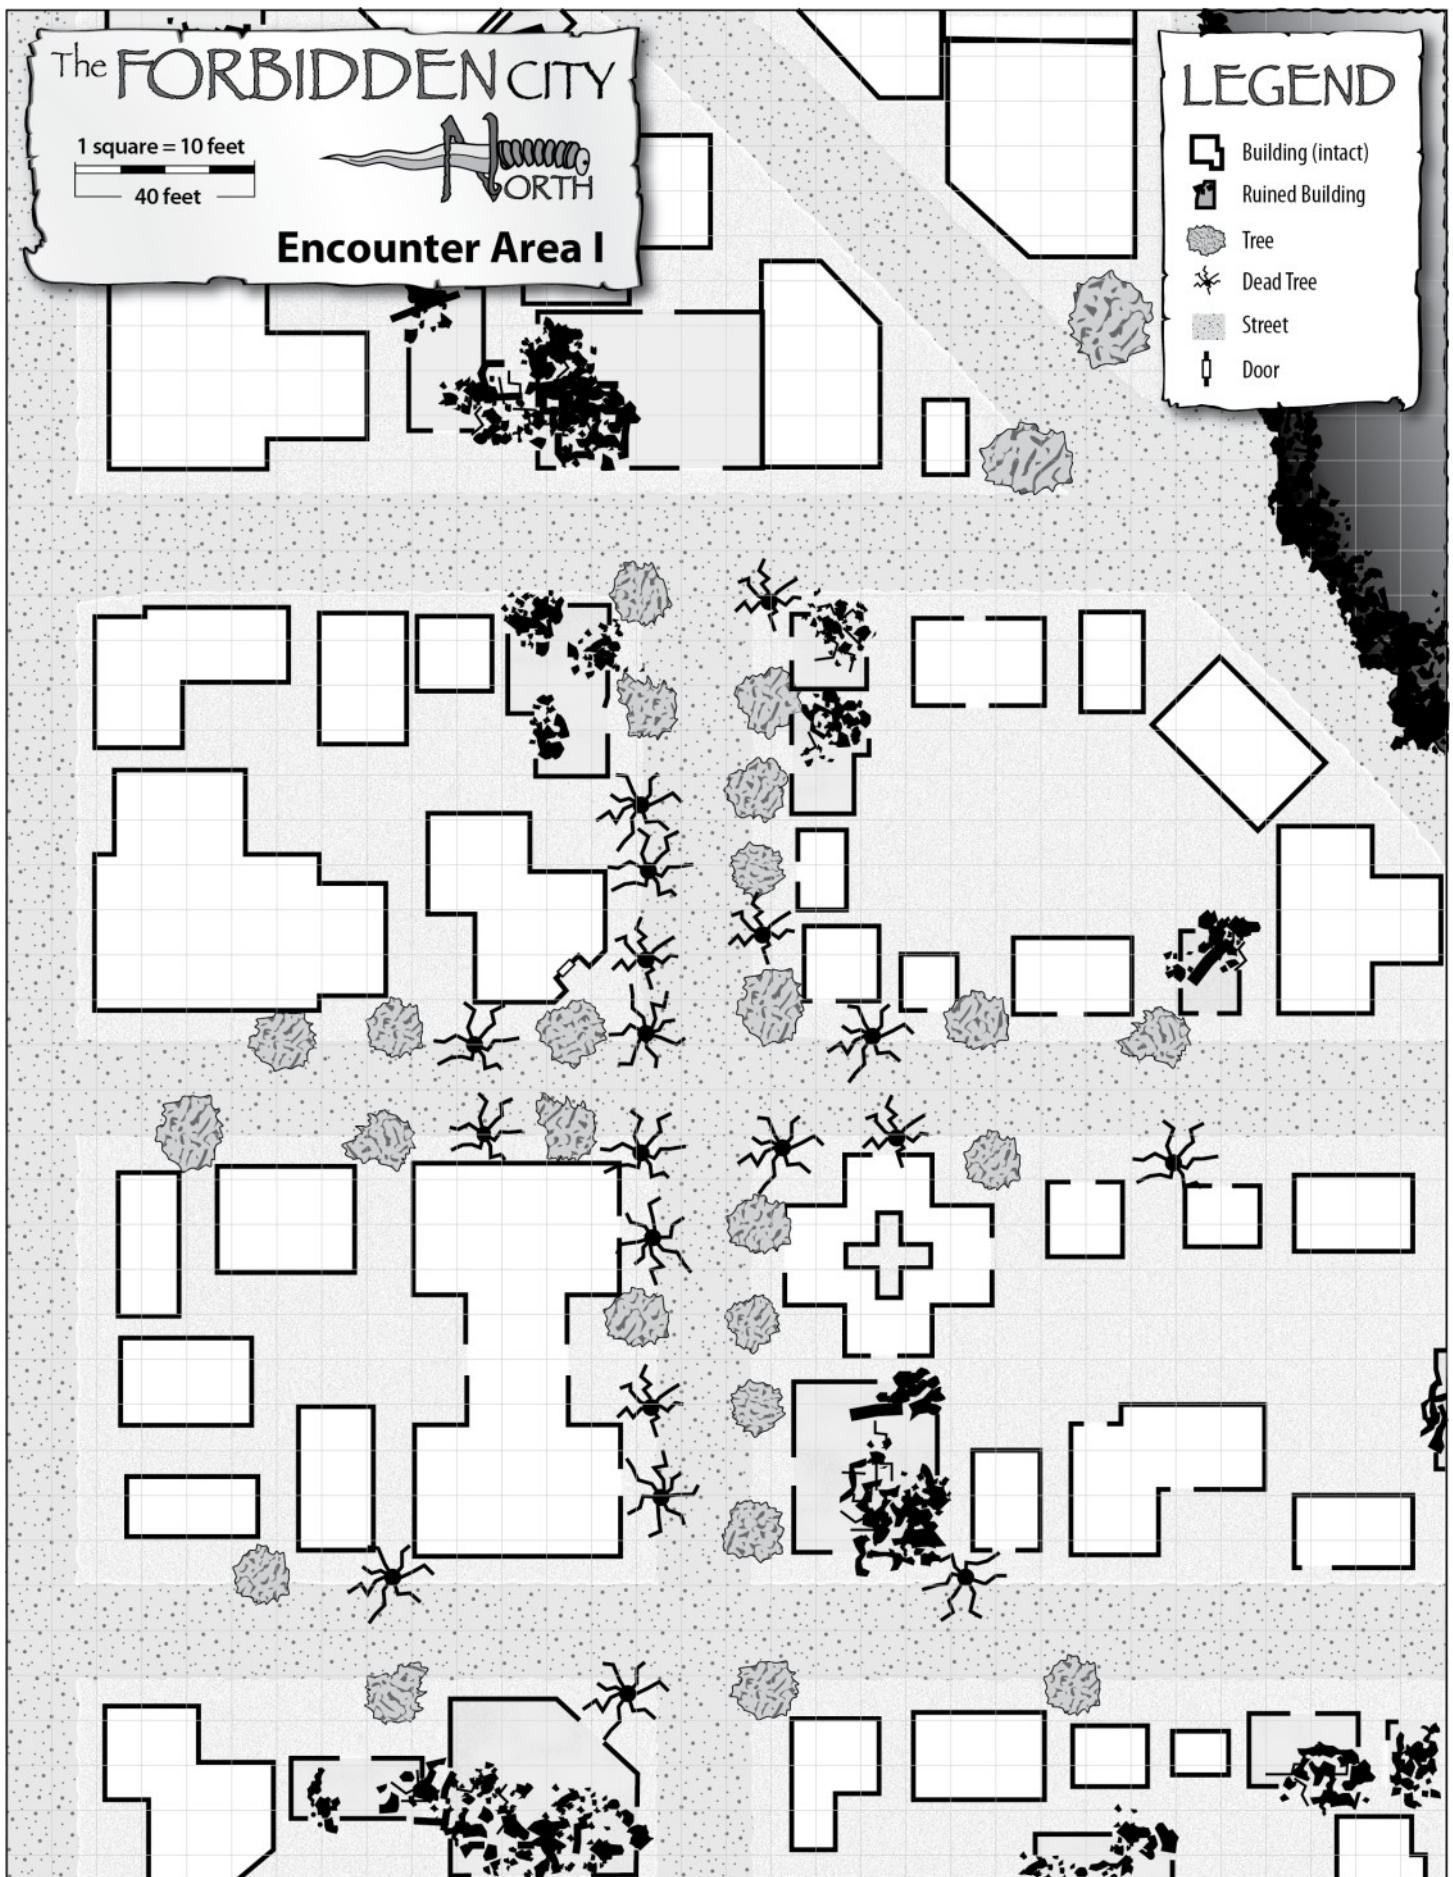 The FORBIDDEN CITY
1 square = 10 feet
40 feet
NORTH
Encounter Area I
LEGEND
Building (intact)
Ruined Building
Tree
Dead Tree
Street
Door